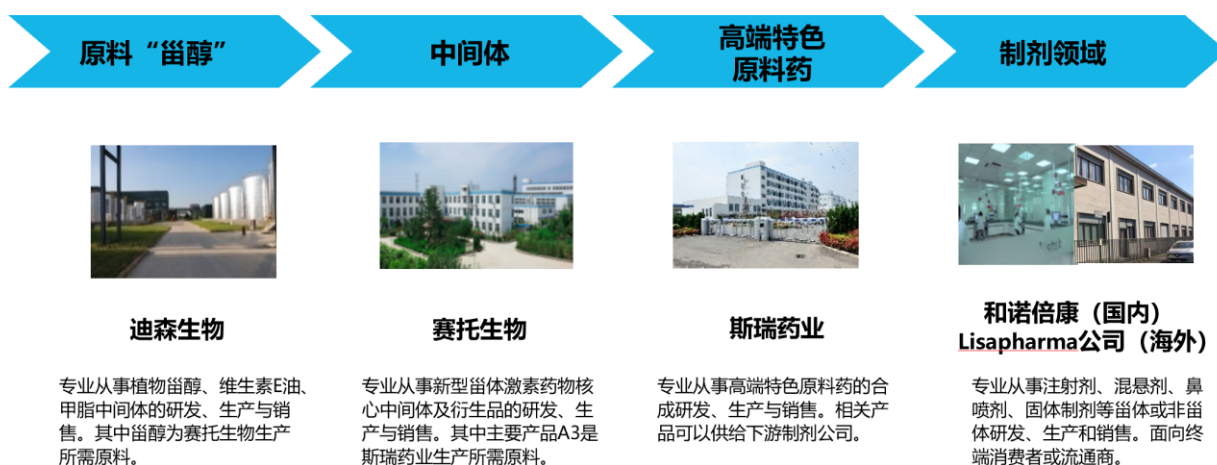 原料“甾醇”
中间体
高端特色
原料药
制剂领域
迪森生物
专业从事植物甾醇、维生素E油、
甲脂中间体的研发、生产与销
售。其中甾醇为赛托生物生产
所需原料。
赛托生物
专业从事新型甾体激素药物核
心中间体及衍生品的研发、生
产与销售。其中主要产品A3是
斯瑞药业生产所需原料。
斯瑞药业
专业从事高端特色原料药的合
成研发、生产与销售。相关产
品可以供给下游制剂公司。
和诺倍康（国内）
Lisapharma公司（海外）
专业从事注射剂、混悬剂、鼻
喷剂、固体制剂等甾体或非甾
体研发、生产和销售。面向终
端消费者或流通商。